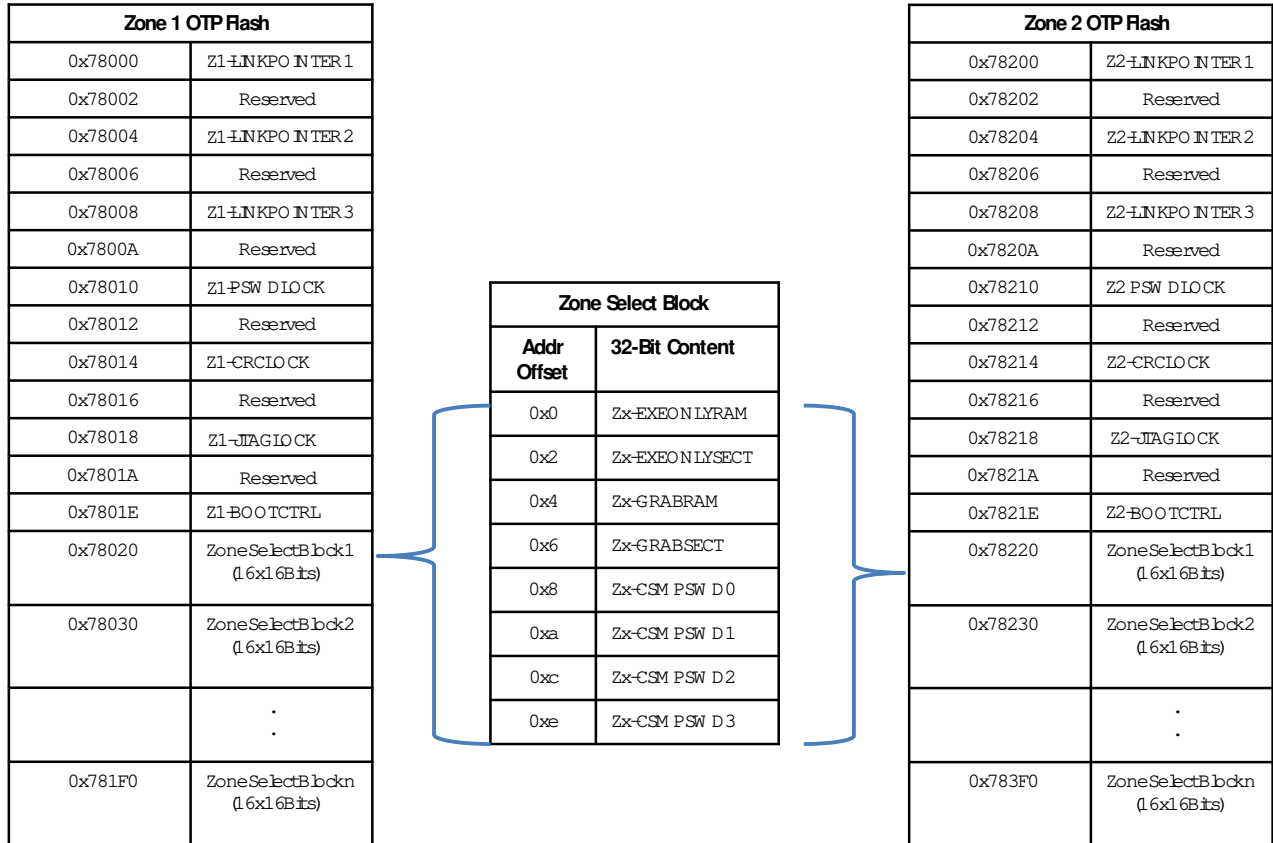 Zone 1 OTP Flash
0x78000 Z1-LINKPOINTER1
0x78002 Reserved
0x78004 Z1-LINKPOINTER2
0x78006 Reserved
0x78008 Z1-LINKPOINTER3
0x7800A Reserved
0x78010 Z1-PSWDLOCK
0x78012 Reserved
0x78014 Z1-CRCLOCK
0x78016 Reserved
0x78018 Z1-JTAGLOCK
0x7801A Reserved
0x7801E Z1-BOOTCTRL
0x78020 ZoneSelectBlock1
(16x16Bits)
0x78030 ZoneSelectBlock2
(16x16Bits)
.
.
0x781F0 ZoneSelectBlockn
(16x16Bits)
Zone Select Block
Addr Offset 32-Bit Content
0x0 Zx-EXEONLYRAM
0x2 Zx-EXEONLYSECT
0x4 Zx-GRABRAM
0x6 Zx-GRABSECT
0x8 Zx-CSMPSWD0
0xa Zx-CSMPSWD1
0xc Zx-CSMPSWD2
0xe Zx-CSMPSWD3
Zone 2 OTP Flash
0x78200 Z2-LINKPOINTER1
0x78202 Reserved
0x78204 Z2-LINKPOINTER2
0x78206 Reserved
0x78208 Z2-LINKPOINTER3
0x7820A Reserved
0x78210 Z2 PSWDLOCK
0x78212 Reserved
0x78214 Z2-CRCLOCK
0x78216 Reserved
0x78218 Z2-JTAGLOCK
0x7821A Reserved
0x7821E Z2-BOOTCTRL
0x78220 ZoneSelectBlock1
(16x16Bits)
0x78230 ZoneSelectBlock2
(16x16Bits)
.
.
0x783F0 ZoneSelectBlockn
(16x16Bits)